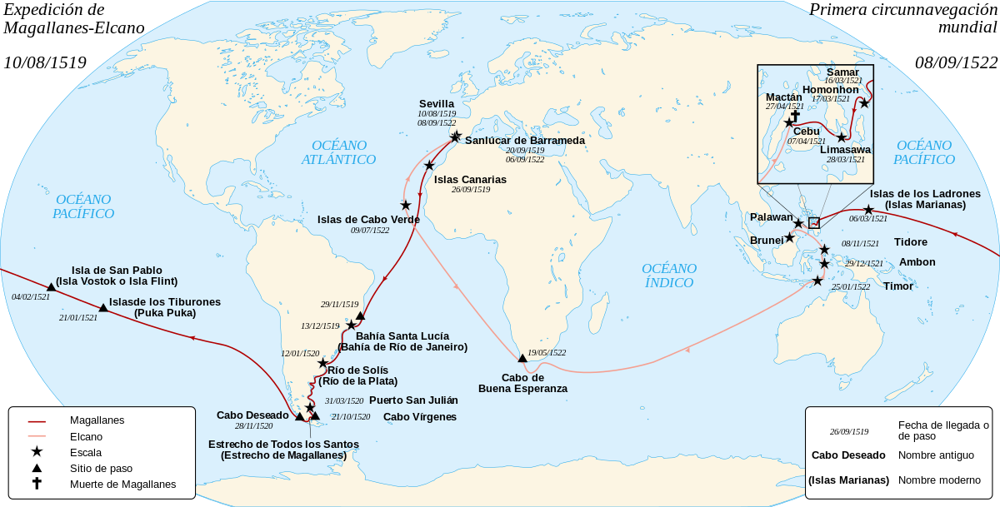 Expedición de
Magallanes-Elcano
10/08/1519
Primera circunnavegación
mundial
08/09/1522
Samar
16/03/1521
Homonhon
17/03/1521
Mactán
27/04/1521
Cebu
07/04/1521
Limasawa
28/03/1521
Sevilla
10/08/1519
08/09/1522
Sanlúcar de Barrameda
20/09/1519
06/09/1522
OCÉANO
ATLÁNTICO
OCÉANO
PACÍFICO
Islas Canarias
26/09/1519
OCÉANO
PACÍFICO
Islas de los Ladrones
(Islas Marianas)
06/03/1521
Islas de Cabo Verde
09/07/1522
Palawan
Brunei
08/11/1521
Tidore
29/12/1521
Ambon
25/01/1522
Timor
OCÉANO
ÍNDICO
Isla de San Pablo
(Isla Vostok o Isla Flint)
04/02/1521
Islasde los Tiburones
(Puka Puka)
21/01/1521
29/11/1519
13/12/1519
Bahía Santa Lucía
(Bahía de Río de Janeiro)
12/01/1520
Río de Solís
(Río de la Plata)
19/05/1522
Cabo de
Buena Esperanza
31/03/1520
Puerto San Julián
21/10/1520
Cabo Vírgenes
Cabo Deseado
28/11/1520
Estrecho de Todos los Santos
(Estrecho de Magallanes)
Magallanes
Elcano
Escala
Sitio de paso
Muerte de Magallanes
26/09/1519
Fecha de llegada o
de paso
Cabo Deseado
Nombre antiguo
(Islas Marianas)
Nombre moderno